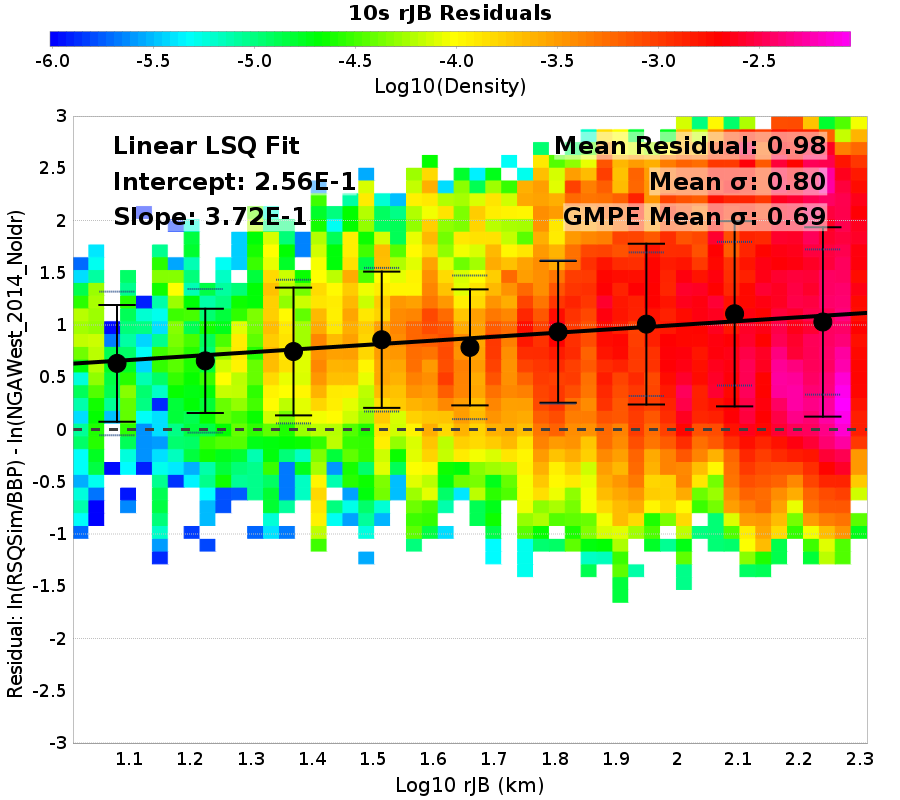 10s rJB Residuals
-6.0 -5.5 -5.0 -4.5 -4.0 -3.5 -3.0 -2.5
Log10(Density)
Linear LSQ Fit
Intercept: 2.56E-1
Slope: 3.72E-1
Mean Residual: 0.98
Mean σ: 0.80
GMPE Mean σ: 0.69
Residual: ln(RSQSim/BBP) - ln(NGAWest_2014_NoIdr)
3
2.5
2
1.5
1
0.5
0
-0.5
-1
-1.5
-2
-2.5
-3
1.1 1.2 1.3 1.4 1.5 1.6 1.7 1.8 1.9 2 2.1 2.2 2.3
Log10 rJB (km)